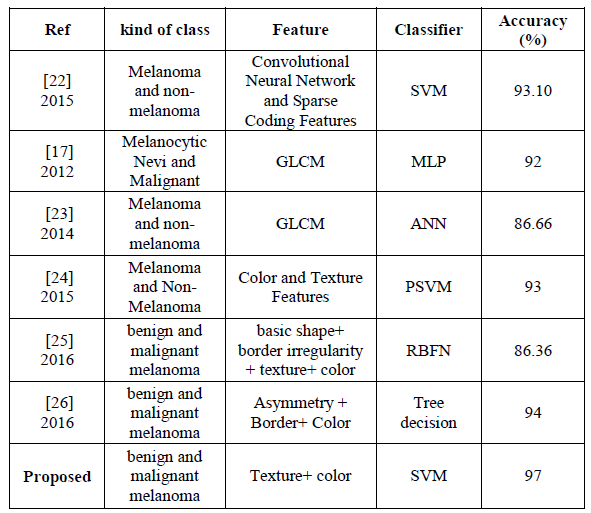 Ref kind of class Feature Classifier Accuracy (%)
[22] 2015 Melanoma and non-melanoma Convolutional Neural Network and Sparse Coding Features SVM 93.10
[17] 2012 Melanocytic Nevi and Malignant GLCM MLP 92
[23] 2014 Melanoma and non-melanoma GLCM ANN 86.66
[24] 2015 Melanoma and Non-Melanoma Color and Texture Features PSVM 93
[25] 2016 benign and malignant melanoma basic shape+ border irregularity + texture+ color RBFN 86.36
[26] 2016 benign and malignant melanoma Asymmetry + Border+ Color Tree decision 94
Proposed benign and malignant melanoma Texture+ color SVM 97